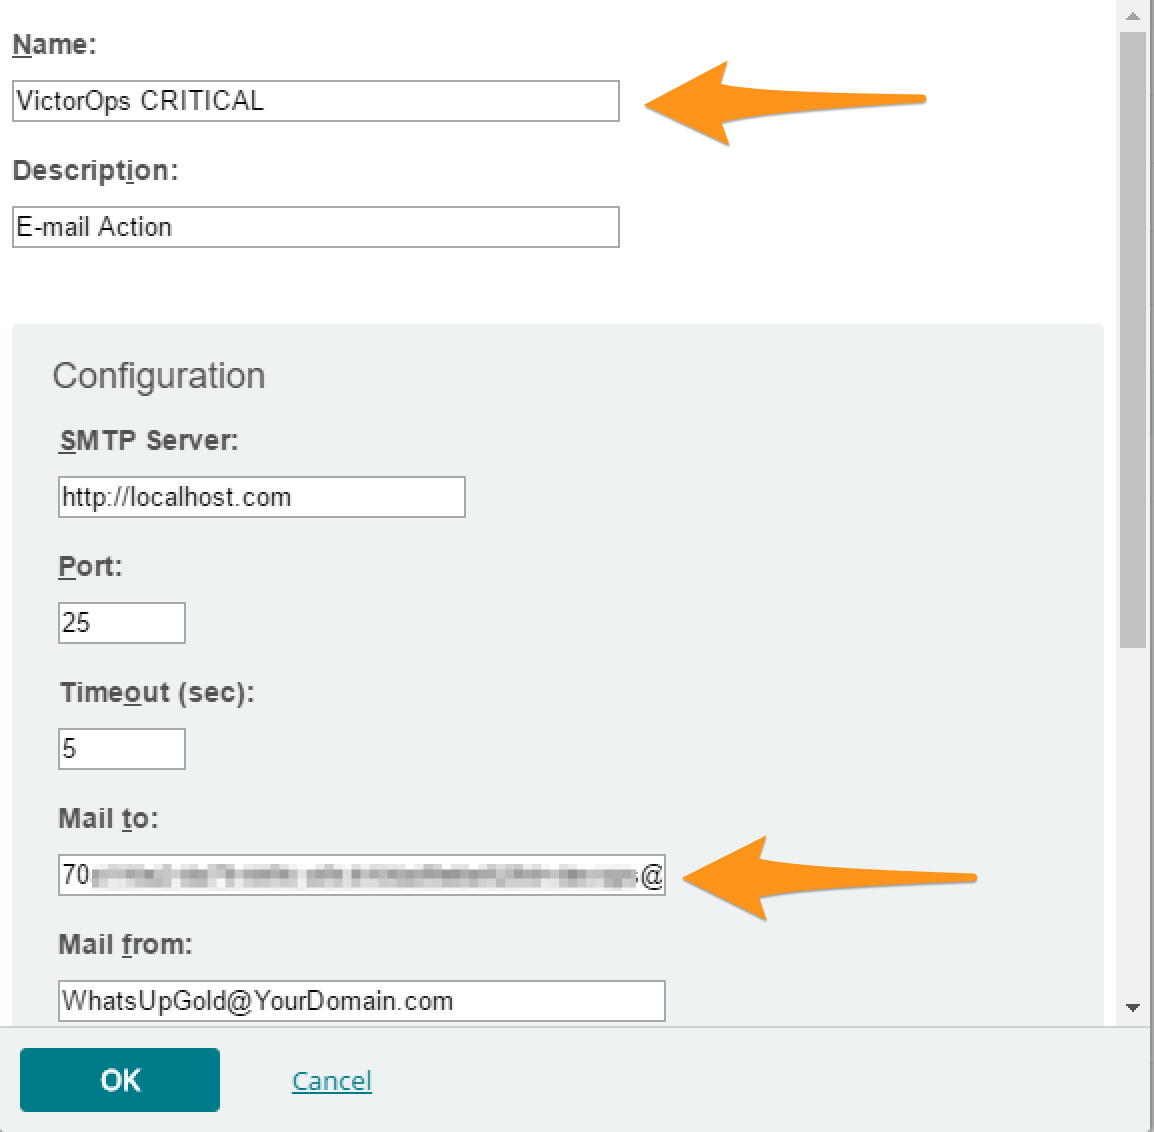 Name:
VictorOps CRITICAL
Description:
E-mail Action
Configuration
SMTP Server:
http://localhost.com
Port:
25
Timeout (sec):
5
Mail to:
70 @
Mail from:
WhatsUpGold@YourDomain.com
OK Cancel